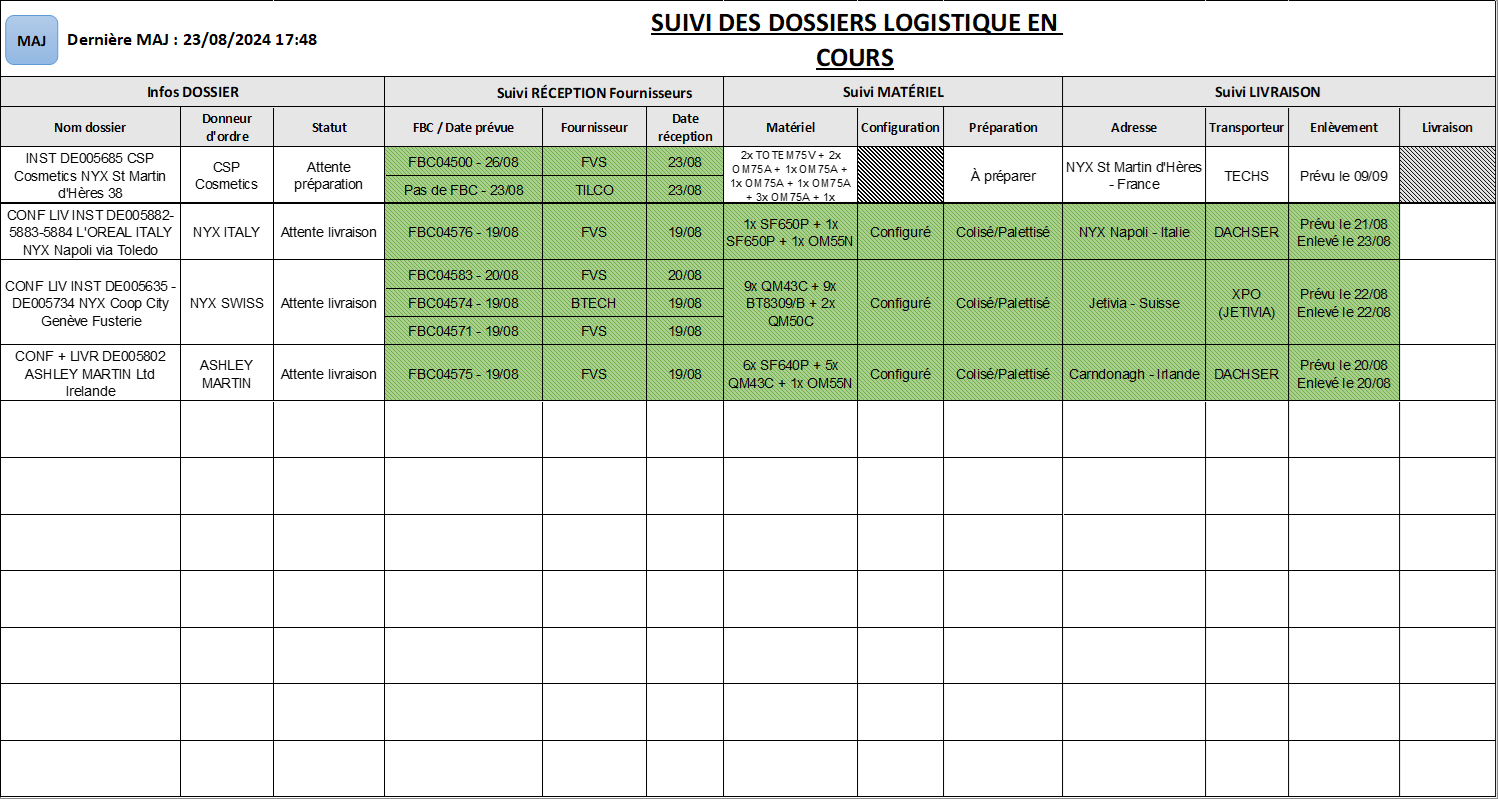 MAJ
Dernière MAJ : 23/08/2024 17:48
SUIVI DES DOSSIERS LOGISTIQUE EN
COURS
Infos DOSSIER
Suivi RÉCEPTION Fournisseurs
Suivi MATÉRIEL
Suivi LIVRAISON
Nom dossier
Donneur
d'ordre
Statut
FBC / Date prévue
Fournisseur
Date
réception
Matériel
Configuration
Préparation
Adresse
Transporteur
Enlèvement
Livraison
INST DE005685 CSP
Cosmetics NYX St Martin
d'Hères 38
CSP
Cosmetics
Attente
préparation
FBC04500 - 26/08
FVS
23/08
Pas de FBC - 23/08
TILCO
23/08
2x TOTEM75V + 2x
OM75A + 1x OM75A +
1x OM75A + 1x OM75A
+ 3x OM75A + 1x
À préparer
NYX St Martin d'Hères
- France
TECHS
Prévu le 09/09
CONF LIV INST DE005882-
5883-5884 L'OREAL ITALY
NYX Napoli via Toledo
NYX ITALY
Attente livraison
FBC04576 - 19/08
FVS
19/08
1x SF650P + 1x
SF650P + 1x OM55N
Configuré
Colisé/Palettisé
NYX Napoli - Italie
DACHSER
Prévu le 21/08
Enlevé le 23/08
CONF LIV INST DE005635 -
DE005734 NYX Coop City
Genève Fusterie
NYX SWISS
Attente livraison
FBC04583 - 20/08
FVS
20/08
FBC04574 - 19/08
BTECH
19/08
FBC04571 - 19/08
FVS
19/08
9x QM43C + 9x
BT8309/B + 2x
QM50C
Configuré
Colisé/Palettisé
Jetivia - Suisse
XPO
(JETIVIA)
Prévu le 22/08
Enlevé le 22/08
CONF + LIVR DE005802
ASHLEY MARTIN Ltd
Irelande
ASHLEY
MARTIN
Attente livraison
FBC04575 - 19/08
FVS
19/08
6x SF640P + 5x
QM43C + 1x OM55N
Configuré
Colisé/Palettisé
Carndonagh - Irlande
DACHSER
Prévu le 20/08
Enlevé le 20/08